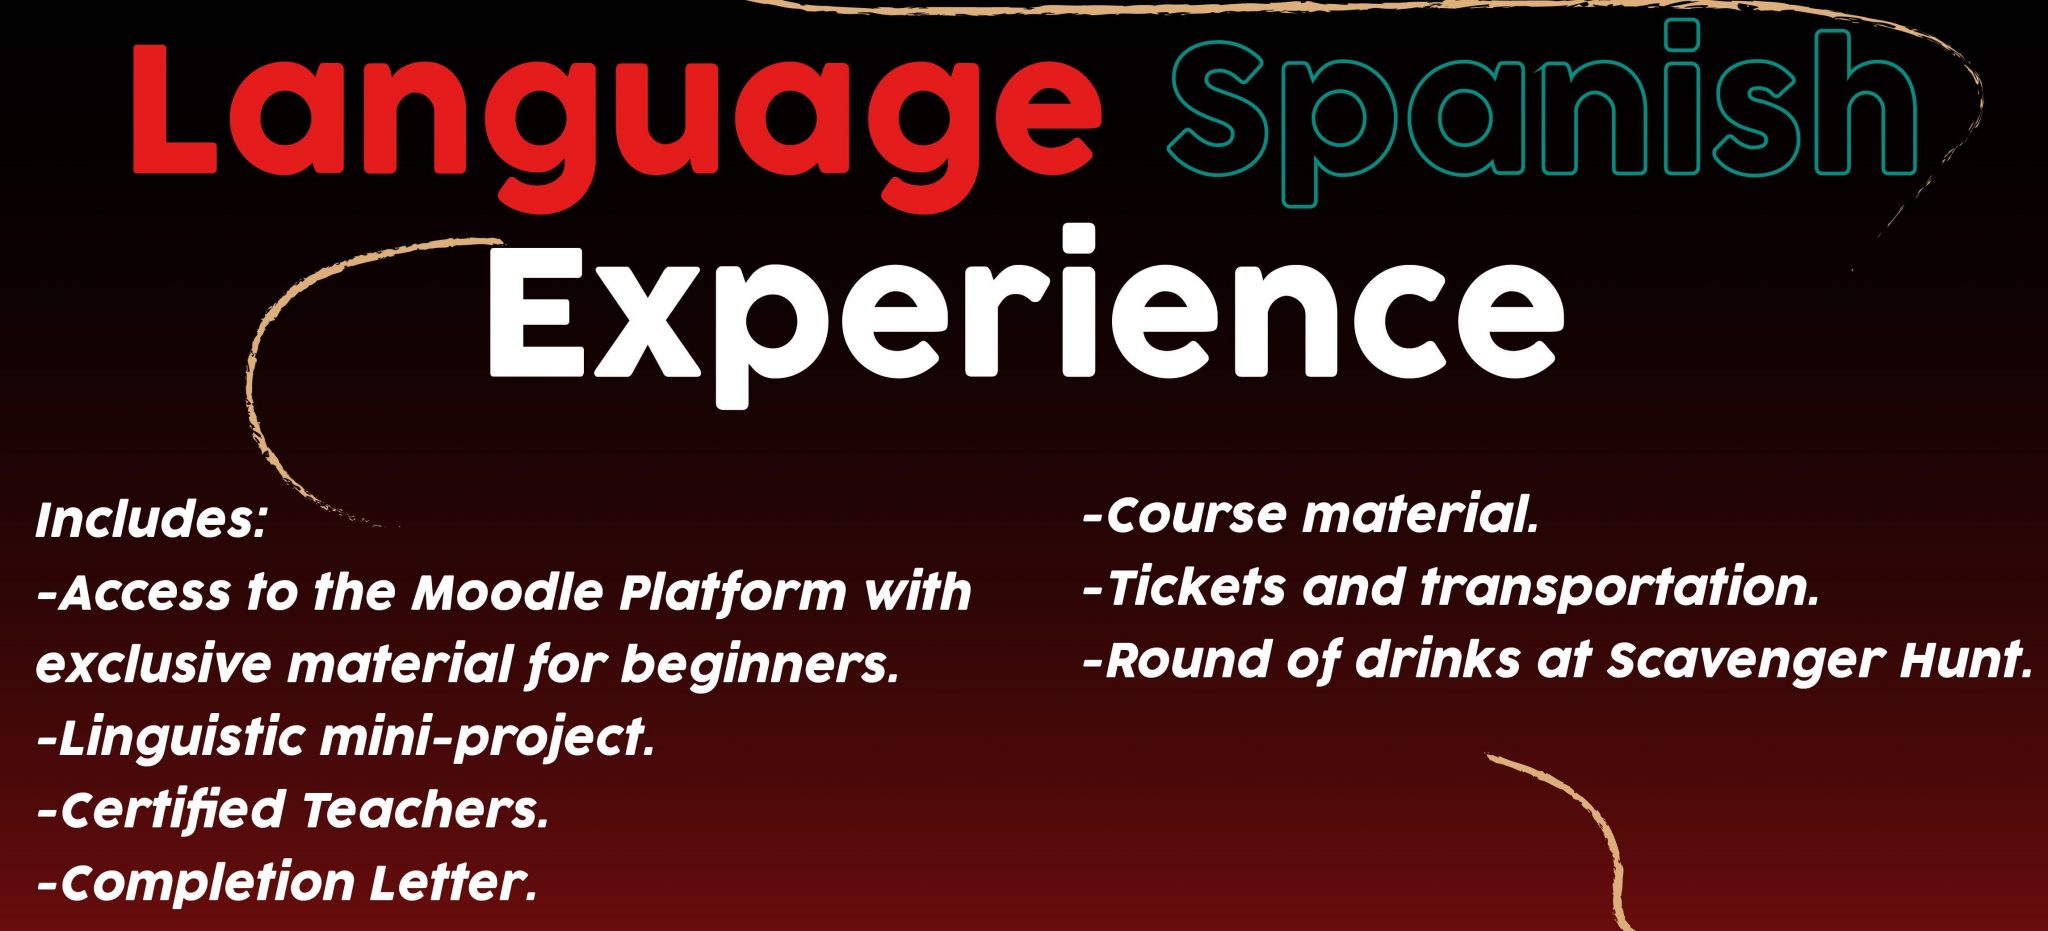 Language Spanish
Experience
Includes:
-Access to the Moodle Platform with
exclusive material for beginners.
-Linguistic mini-project.
-Certified Teachers.
-Completion Letter.
-Course material.
-Tickets and transportation.
-Round of drinks at Scavenger Hunt.